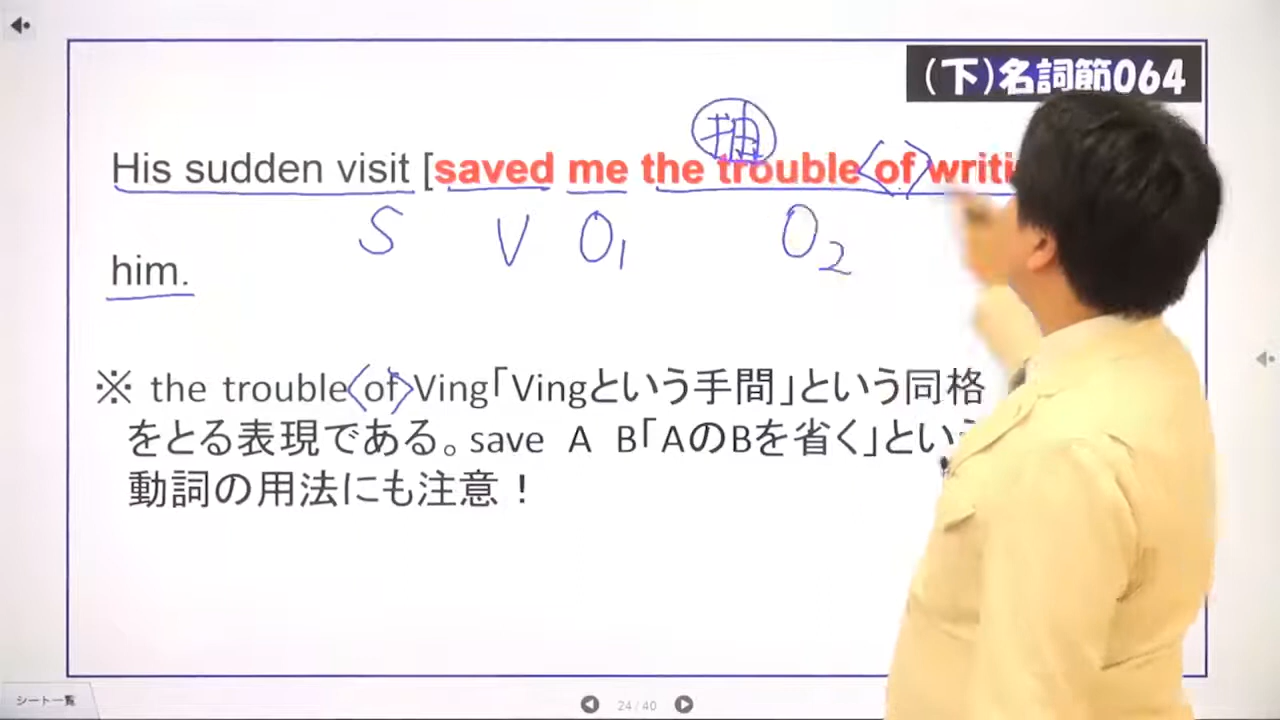 (下)名詞節064
抽
His sudden visit [saved me the trouble <of> writi
S V O1 O2
him.
※ the trouble<of>Ving「Vingという手間」という同格
をとる表現である。save A B「AのBを省く」という
動詞の用法にも注意！
シート一覧
24/40